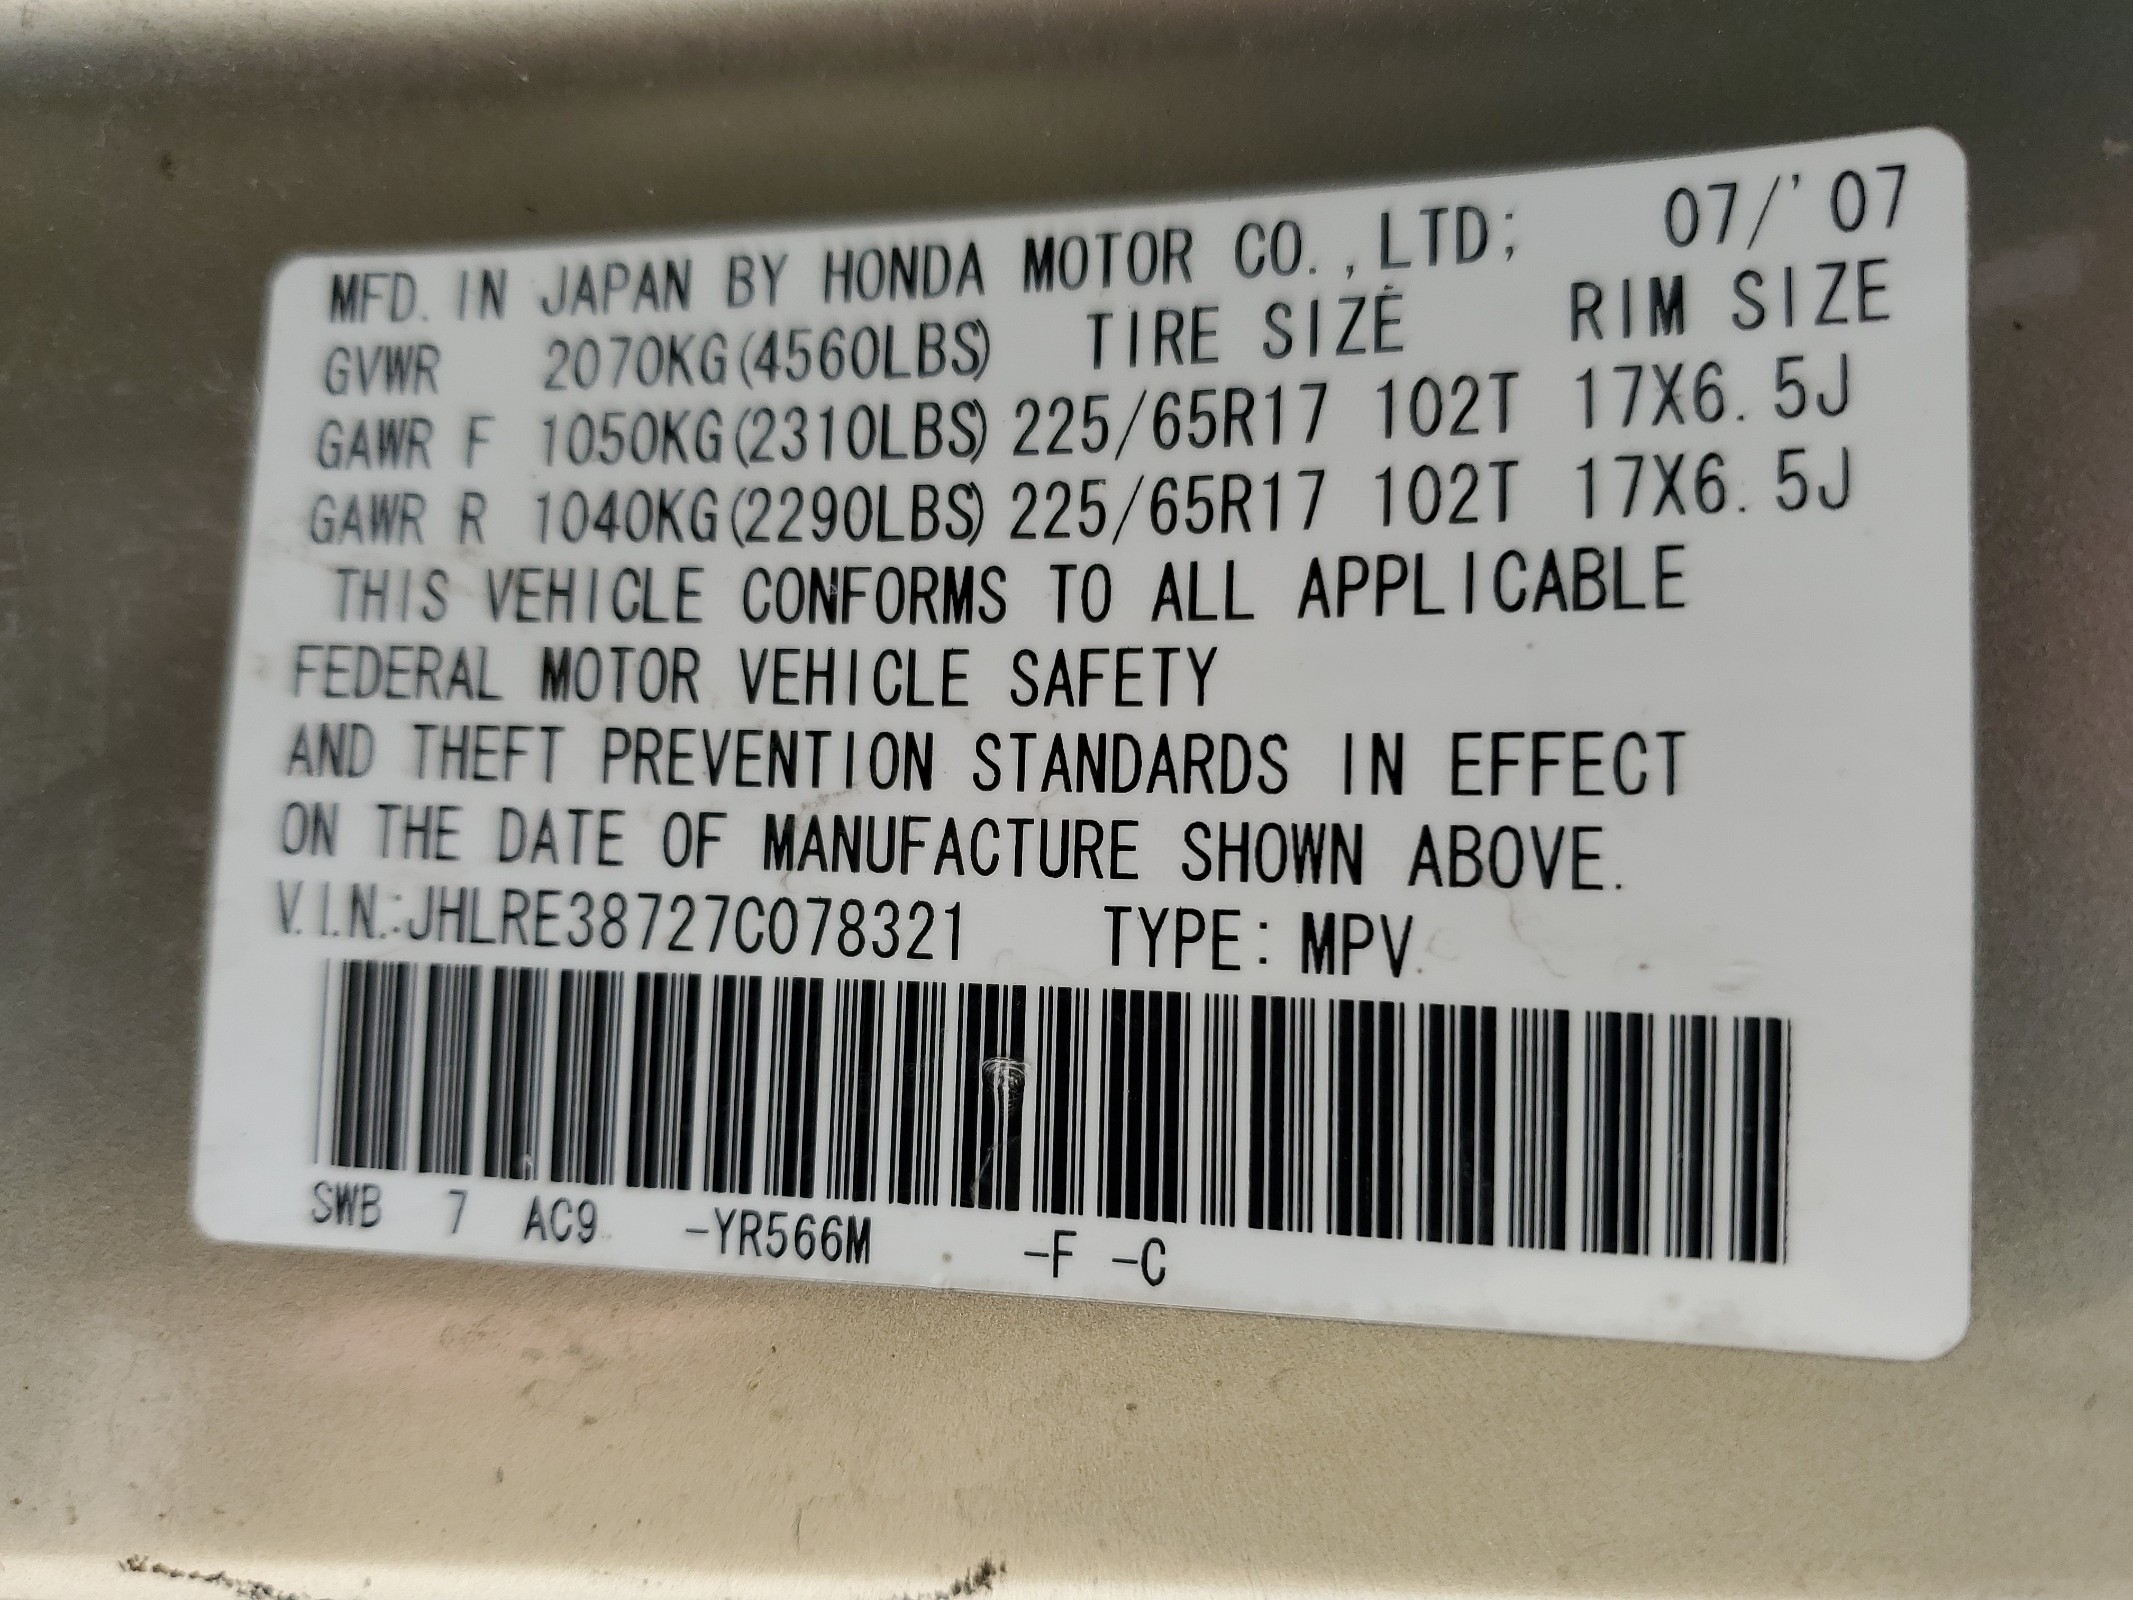 MFD. IN JAPAN BY HONDA MOTOR CO.,LTD; 07/'07
GVWR 2070KG(4560LBS) TIRE SIZE RIM SIZE
GAWR F 1050KG(2310LBS) 225/65R17 102T 17X6.5J
GAWR R 1040KG(2290LBS) 225/65R17 102T 17X6.5J
THIS VEHICLE CONFORMS TO ALL APPLICABLE
FEDERAL MOTOR VEHICLE SAFETY
AND THEFT PREVENTION STANDARDS IN EFFECT
ON THE DATE OF MANUFACTURE SHOWN ABOVE.
V.I.N.:JHLRE38727C078321 TYPE: MPV
SWB 7 AC9 -YR566M -F -C